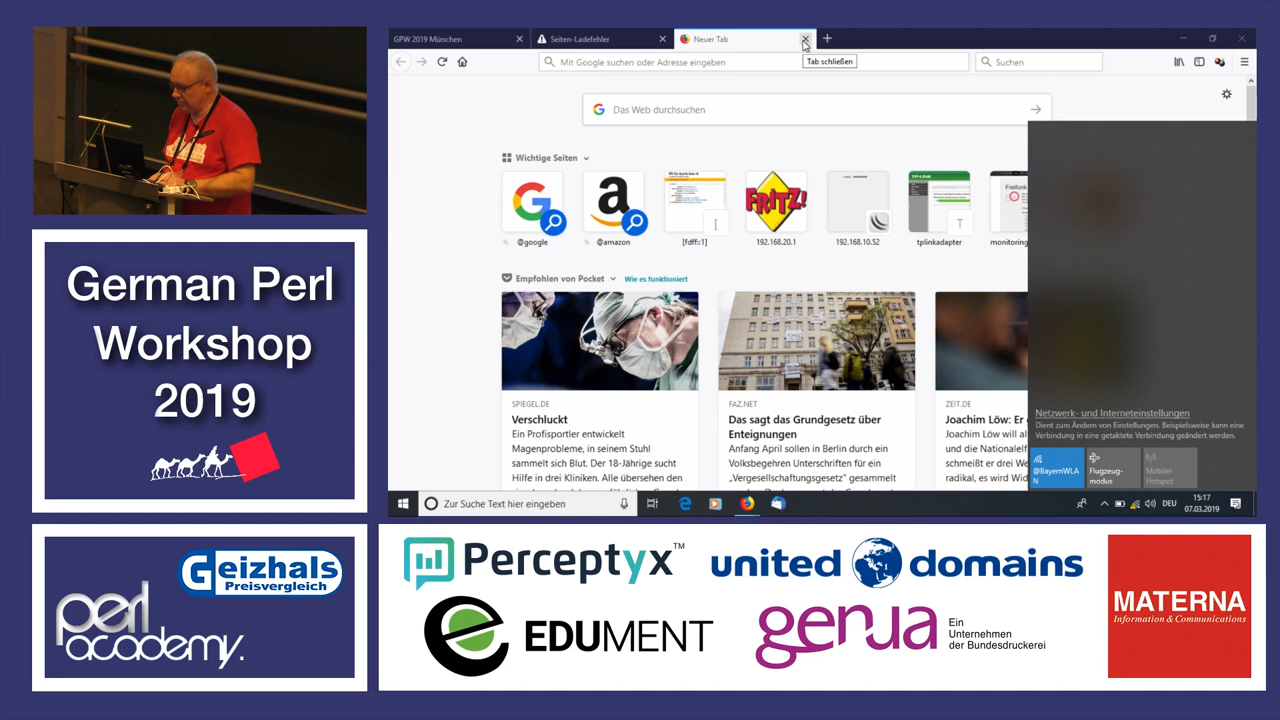 German Perl
Workshop
2019
Geizhals
Preisvergleich
perl
academy.
GPW 2019 München
Seiten-Ladefehler
Neuer Tab
Mit Google suchen oder Adresse eingeben
Tab schließen
Suchen
Das Web durchsuchen
Wichtige Seiten
@google
@amazon
[
[fdff::1]
FRITZ!
192.168.20.1
192.168.10.52
TP-LINK
T
tplinkadapter
Freifunk
monitoring
Empfohlen von Pocket
Wie es funktioniert
SPIEGEL.DE
Verschluckt
Ein Profisportler entwickelt
Magenprobleme, in seinem Stuhl
sammelt sich Blut. Der 18-Jährige sucht
Hilfe in drei Kliniken. Alle übersehen den
FAZ.NET
Das sagt das Grundgesetz über
Enteignungen
Anfang April sollen in Berlin durch ein
Volksbegehren Unterschriften für ein
„Vergesellschaftungsgesetz“ gesammelt
ZEIT.DE
Joachim Löw: Er
Joachim Löw will al
und die Nationalelf
schmeißt er drei We
radikal, es wird Wid
Netzwerk- und Interneteinstellungen
Dient zum Ändern von Einstellungen. Beispielsweise kann eine
Verbindung in eine getaktete Verbindung geändert werden.
@BayernWLA
N
Flugzeug-
modus
Mobiler
Hotspot
Zur Suche Text hier eingeben
DEU
15:17
07.03.2019
Perceptyx™
united domains
EDUMENT
genua
Ein
Unternehmen
der Bundesdruckerei
MATERNA
Information & Communications